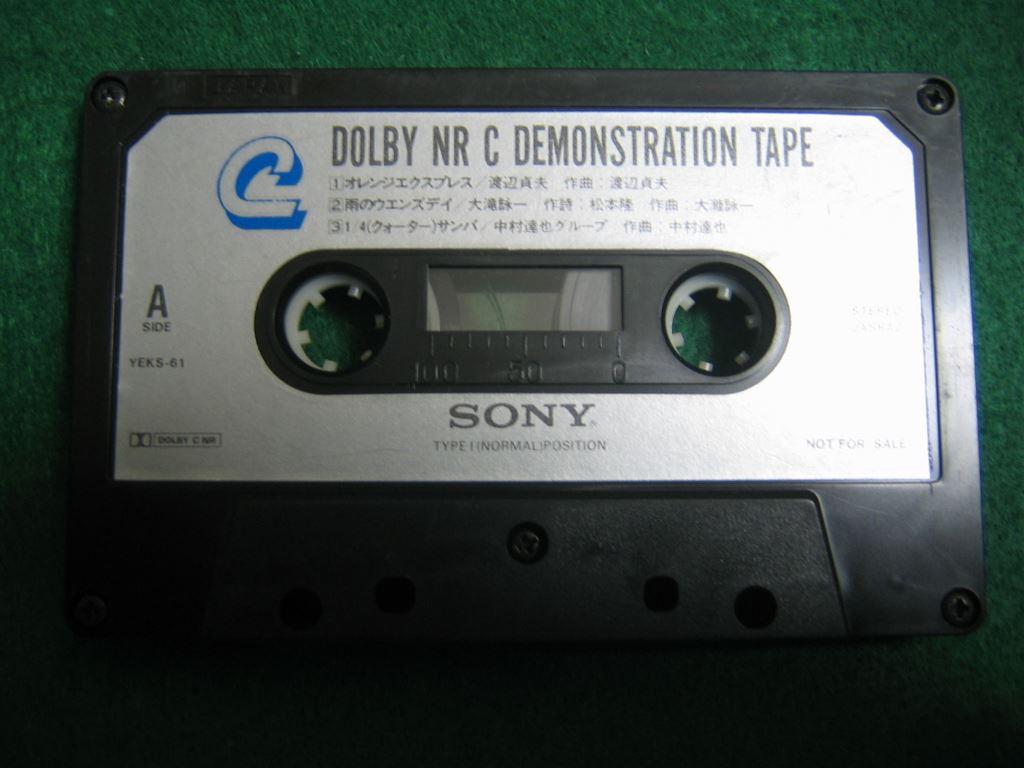 DOLBY NR C DEMONSTRATION TAPE
C
1 オレンジエクスプレス/渡辺貞夫 作曲:渡辺貞夫
2 雨のウエンズデイ/大滝詠一 作詩:松本隆 作曲:大瀧詠一
3 1/4(クォーター)サンバ/中村達也グループ 作曲:中村達也
A
SIDE
YEKS-61
STEREO
JASRAC
100 50 0
SONY
TYPE I(NORMAL)POSITION
DOLBY C NR
NOT FOR SALE